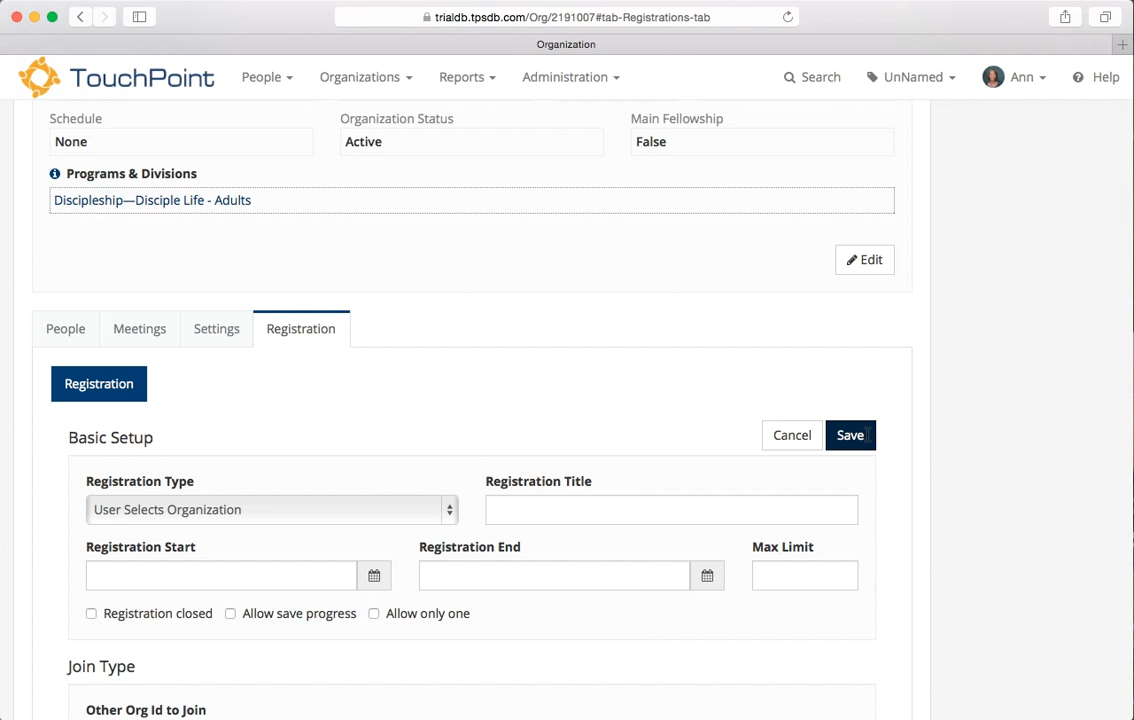 trialdb.tpsdb.com/Org/2191007#tab-Registrations-tab
Organization
TouchPoint People Organizations Reports Administration Search UnNamed Ann Help
Schedule Organization Status Main Fellowship
None Active False
Programs & Divisions
Discipleship—Disciple Life - Adults
Edit
People Meetings Settings Registration
Registration
Basic Setup Cancel Save
Registration Type Registration Title
User Selects Organization
Registration Start Registration End Max Limit
Registration closed Allow save progress Allow only one
Join Type
Other Org Id to Join